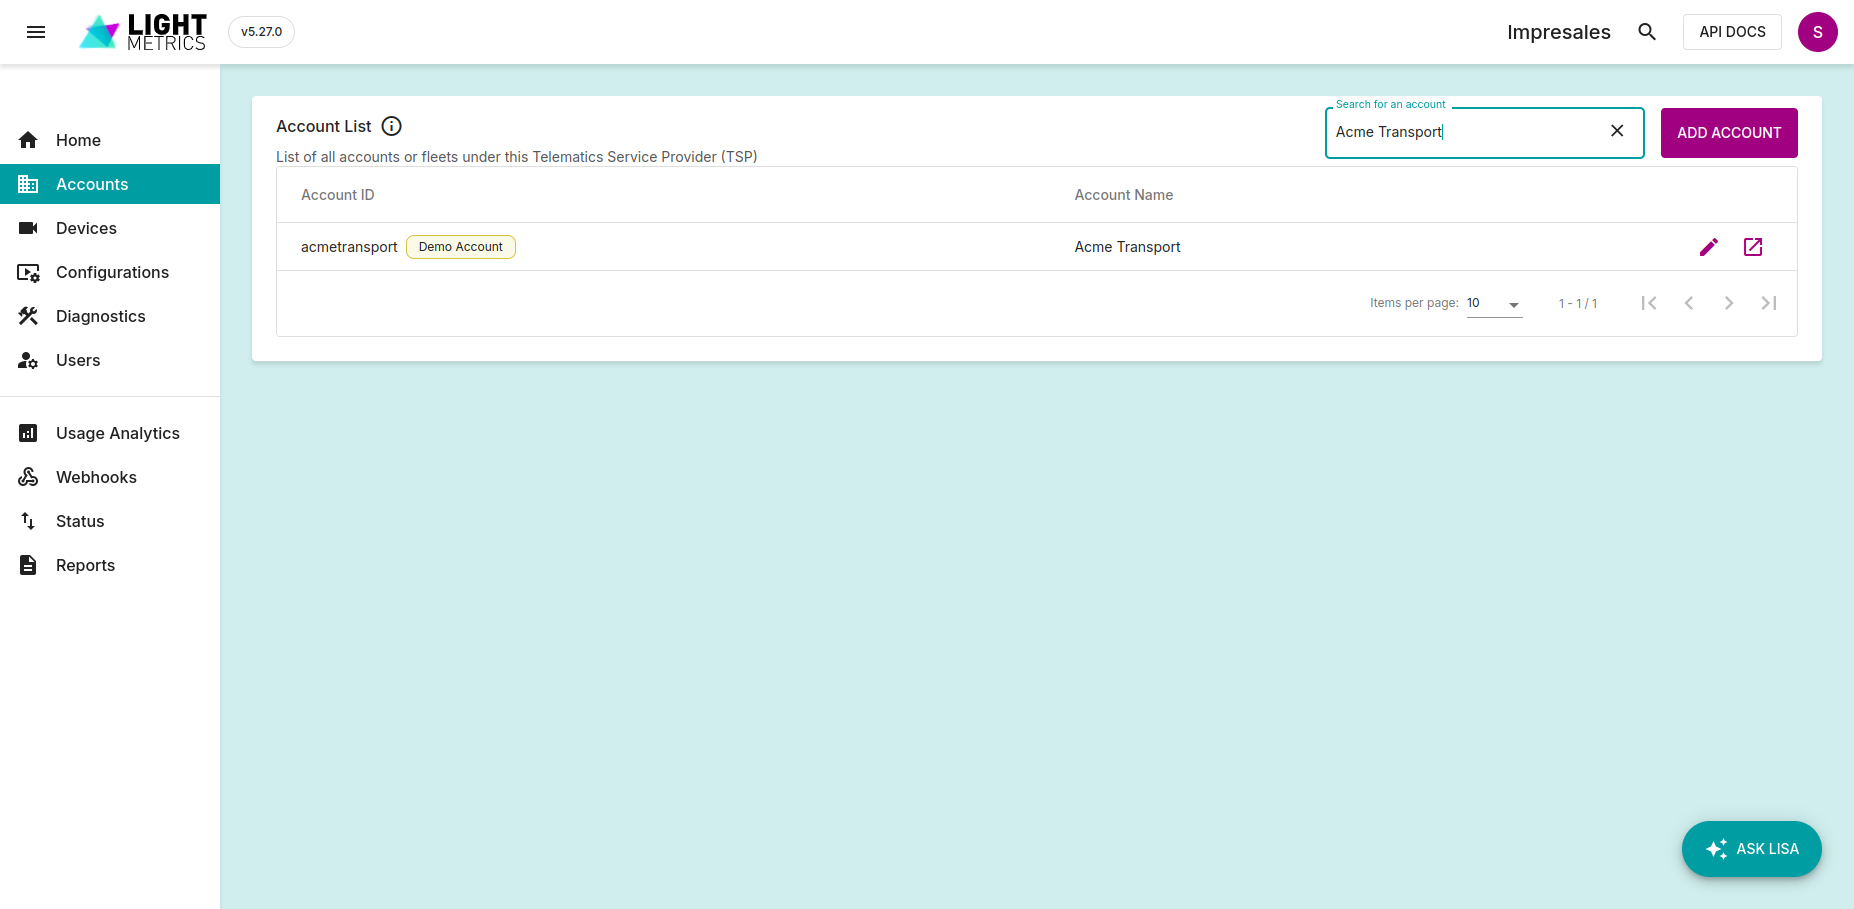 LIGHT
METRICS
v5.27.0
Impresales
API DOCS
S
Home
Accounts
Devices
Configurations
Diagnostics
Users
Usage Analytics
Webhooks
Status
Reports
Account List
List of all accounts or fleets under this Telematics Service Provider (TSP)
Search for an account
Acme Transport
ADD ACCOUNT
Account ID Account Name
acmetransport Demo Account Acme Transport
Items per page: 10 1 - 1 / 1
ASK LISA